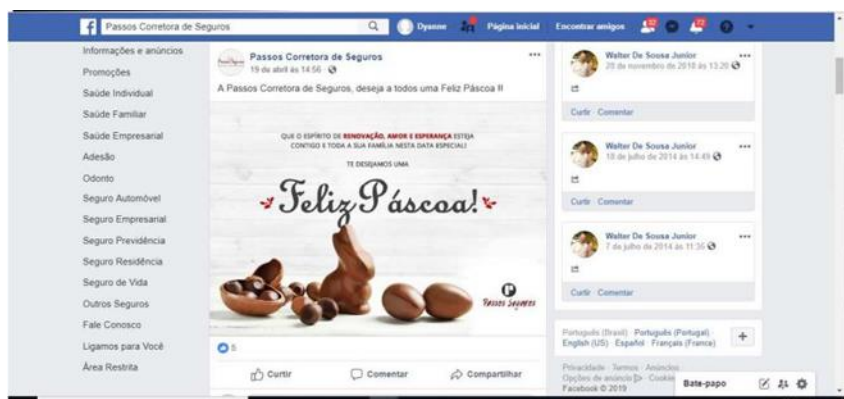 Passos Corretora de Seguros
Dyanne
Página inicial
Encontrar amigos
Informações e anúncios
Promoções
Saúde Individual
Saúde Familiar
Saúde Empresarial
Adesão
Odonto
Seguro Automóvel
Seguro Empresarial
Seguro Previdência
Seguro Residência
Seguro de Vida
Outros Seguros
Fale Conosco
Ligamos para Você
Área Restrita
Passos Corretora de Seguros
19 de abril às 14:56
A Passos Corretora de Seguros, deseja a todos uma Feliz Páscoa !!
QUE O ESPÍRITO DE RENOVAÇÃO, AMOR E ESPERANÇA ESTEJA
CONTIGO E TODA A SUA FAMÍLIA NESTA DATA ESPECIAL!
TE DESEJAMOS UMA
Feliz Páscoa!
Passos Seguros
5
Curtir
Comentar
Compartilhar
Walter De Sousa Junior
20 de novembro de 2018 às 13:20
Curtir · Comentar
Walter De Sousa Junior
18 de julho de 2014 às 14:49
Curtir · Comentar
Walter De Sousa Junior
7 de julho de 2014 às 11:36
Curtir · Comentar
Português (Brasil) · Português (Portugal) ·
English (US) · Español · Français (France)
Privacidade · Termos · Anúncios ·
Opções de anúncio · Cookies
Facebook © 2019
Bate-papo